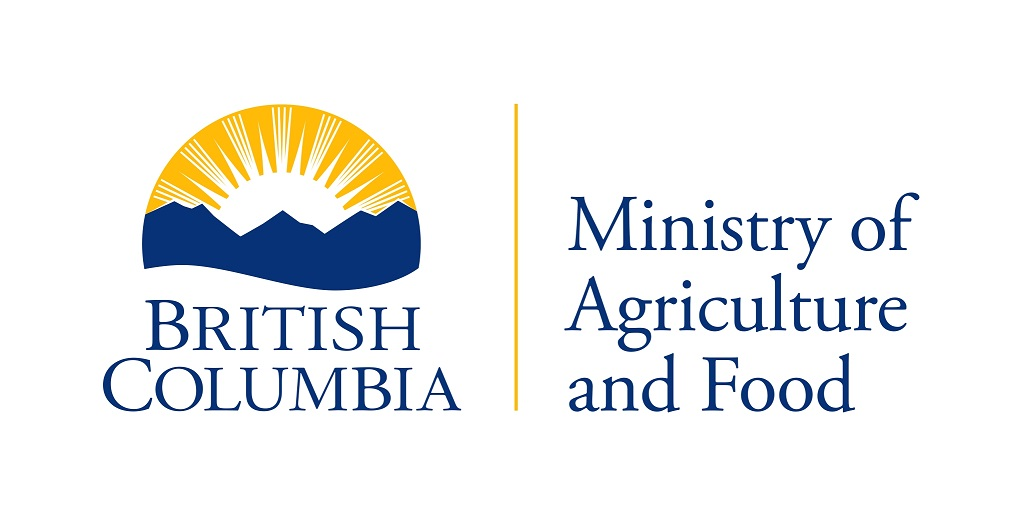 BRITISH
COLUMBIA
Ministry of
Agriculture
and Food